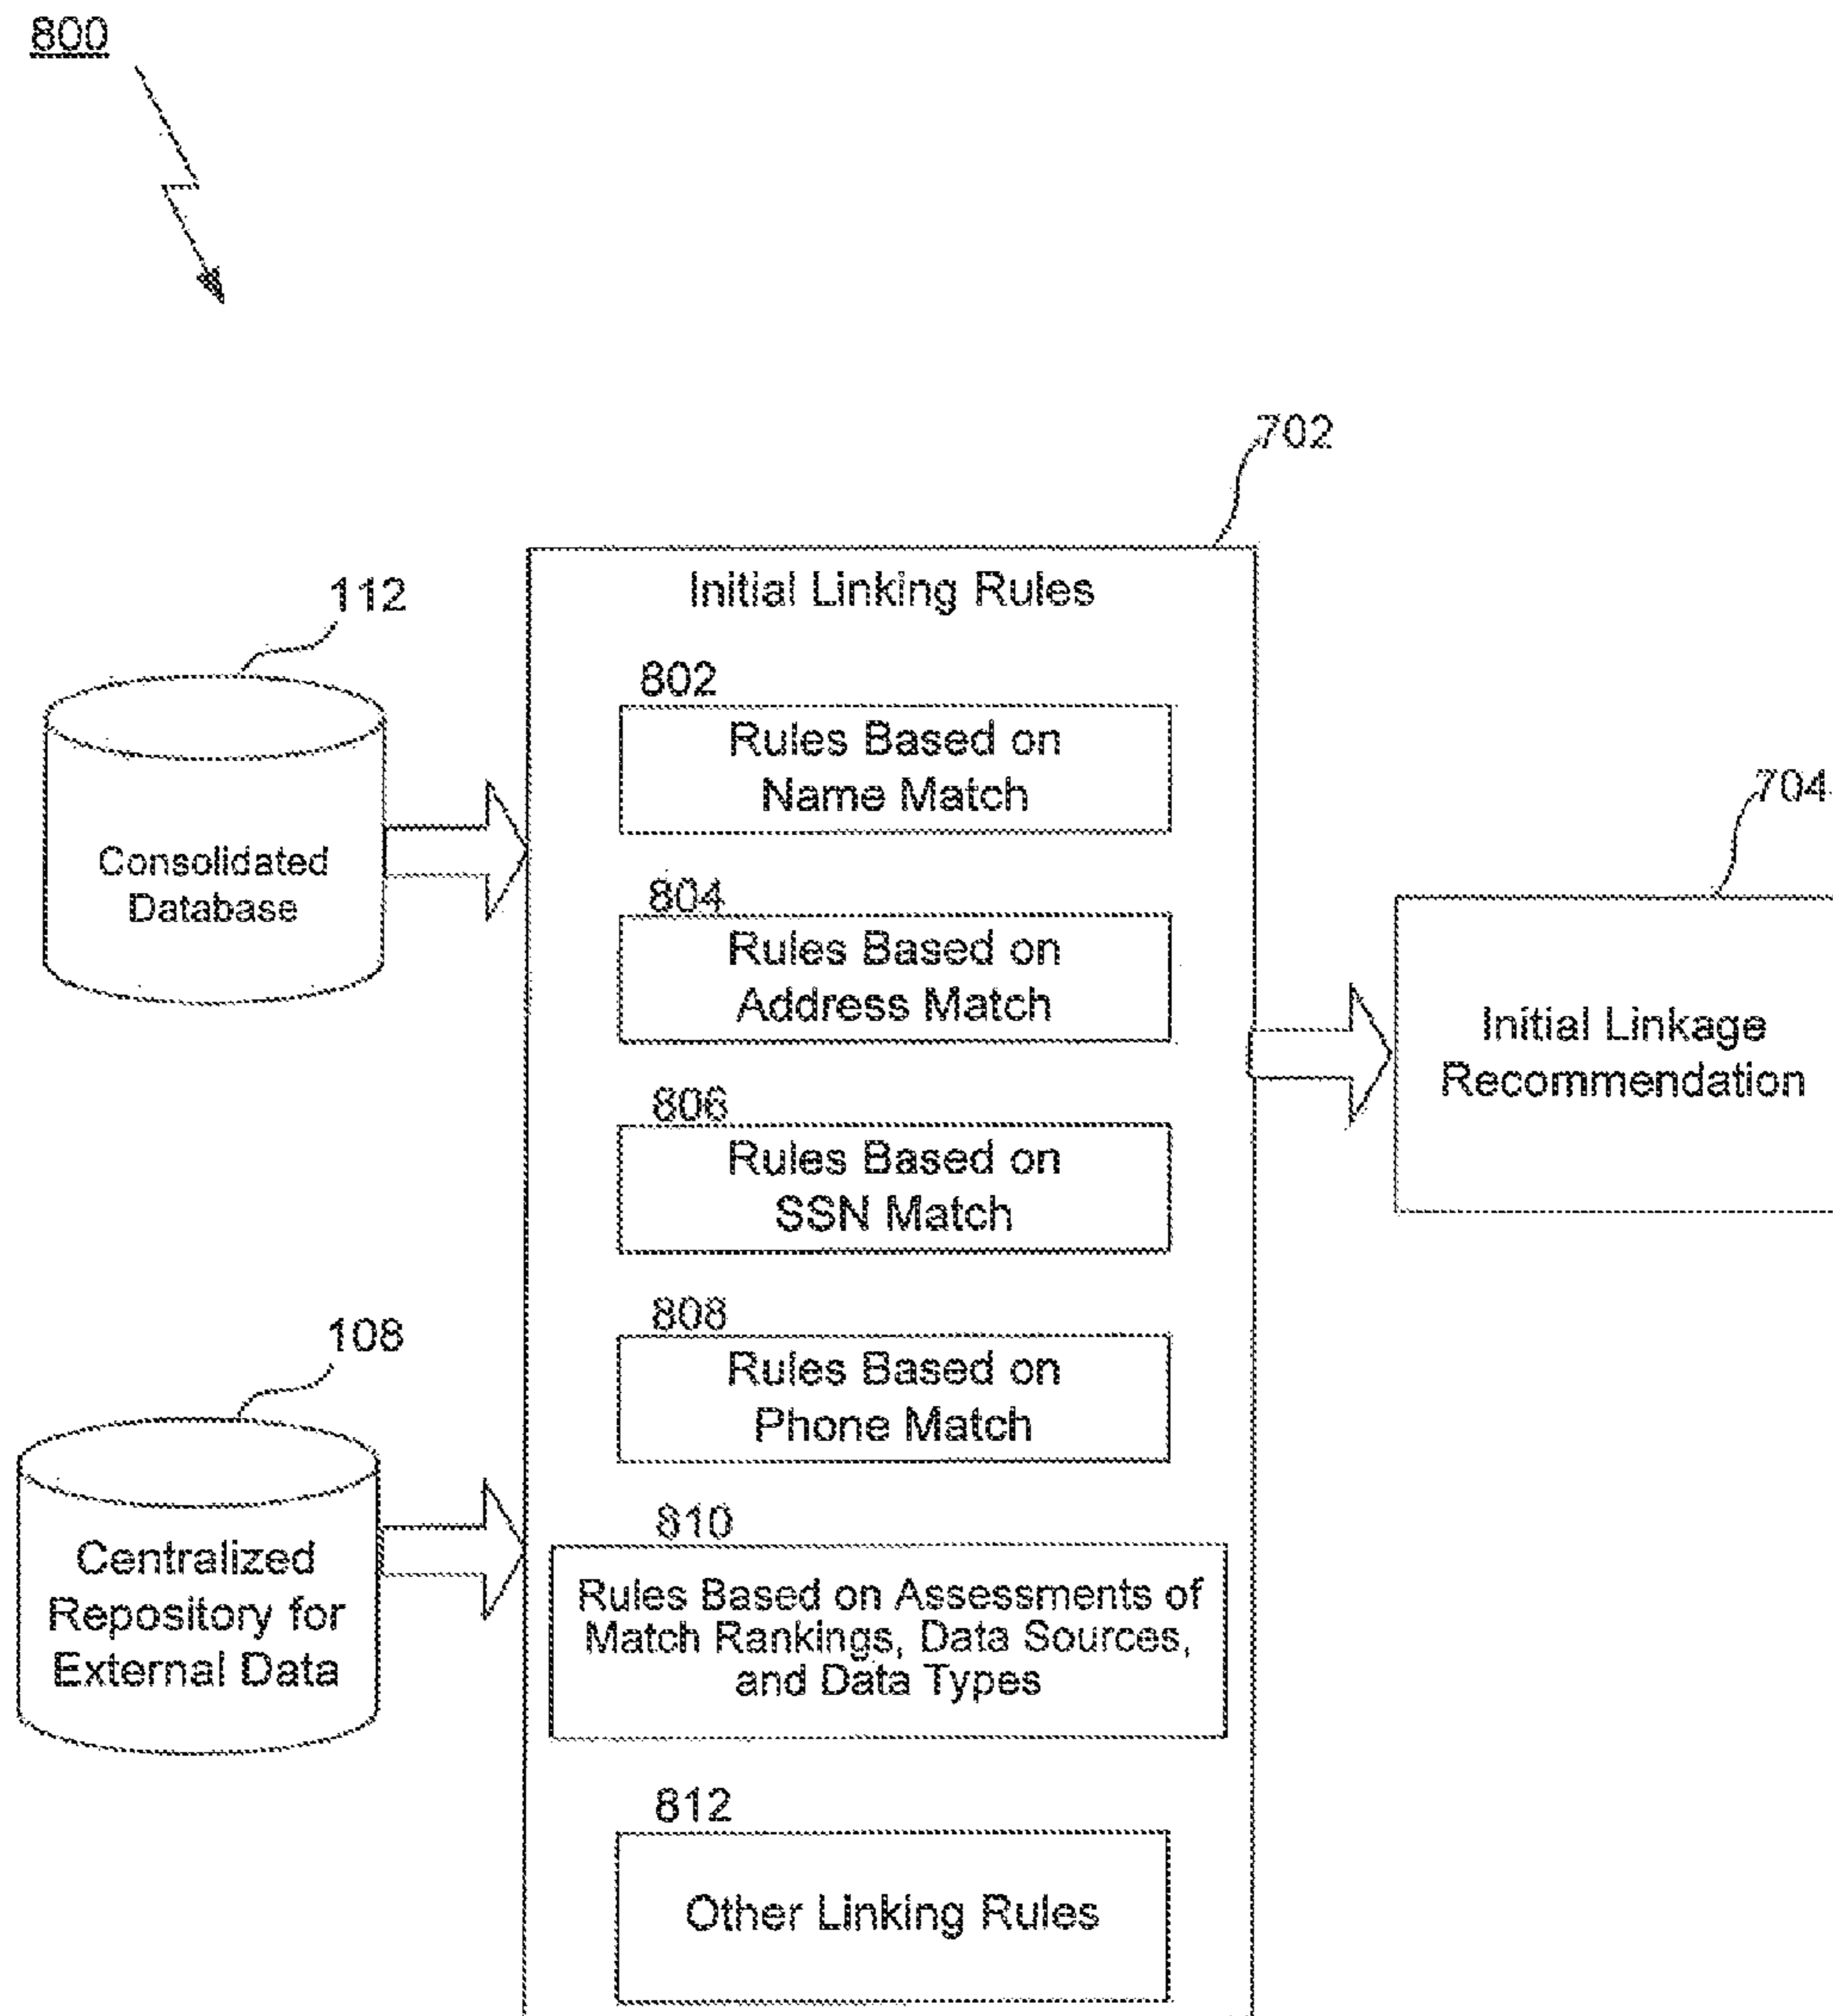 800
702
Initial Linking Rules
112
802
Rules Based on
Name Match
Consolidated
Database
804
Rules Based on
Address Match
704
Initial Linkage
Recommendation
806
Rules Based on
SSN Match
808
Rules Based on
Phone Match
108
Centralized
Repository for
External Data
810
Rules Based on Assessments of
Match Rankings, Data Sources,
and Data Types
812
Other Linking Rules